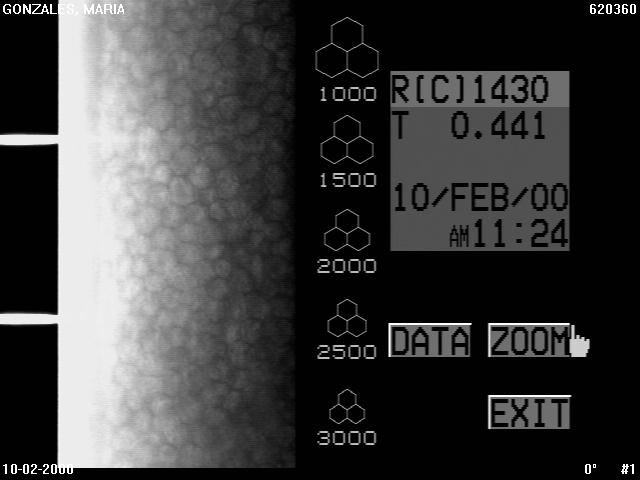 GONZALES, MARIA
620360
1000
1500
2000
2500
3000
R[C]1430
T 0.441
10/FEB/00
AM11:24
DATA ZOOM
EXIT
10-02-2000
0° #1